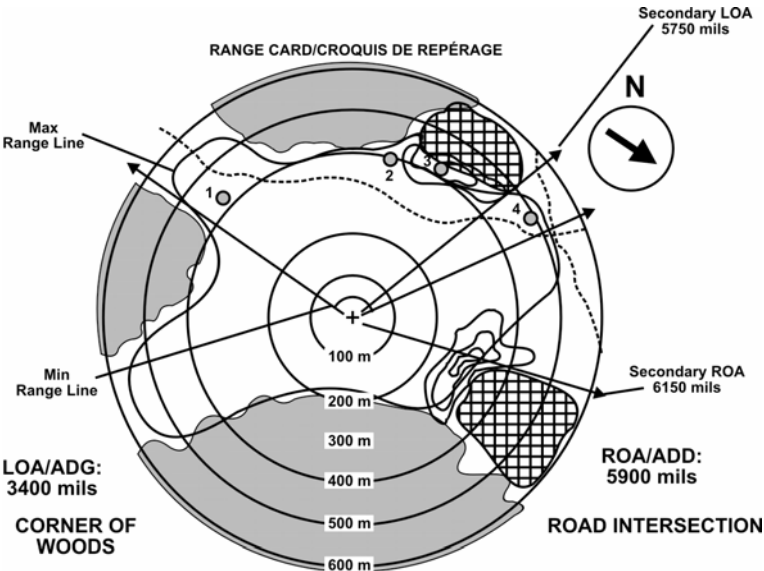 Secondary LOA
5750 mils
RANGE CARD/CROQUIS DE REPÉRAGE
N
Max
Range Line
1
2
3
4
100 m
Min
Range Line
Secondary ROA
6150 mils
200 m
300 m
LOA/ADG:
3400 mils
ROA/ADD:
5900 mils
400 m
500 m
CORNER OF
WOODS
ROAD INTERSECTION
600 m